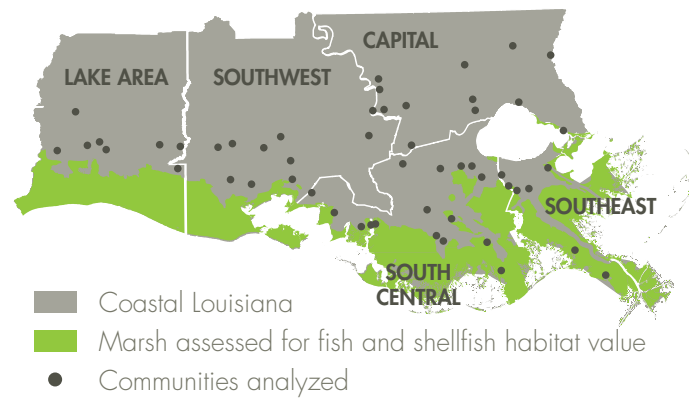 CAPITAL
LAKE AREA
SOUTHWEST
SOUTHEAST
SOUTH
CENTRAL
Coastal Louisiana
Marsh assessed for fish and shellfish habitat value
Communities analyzed